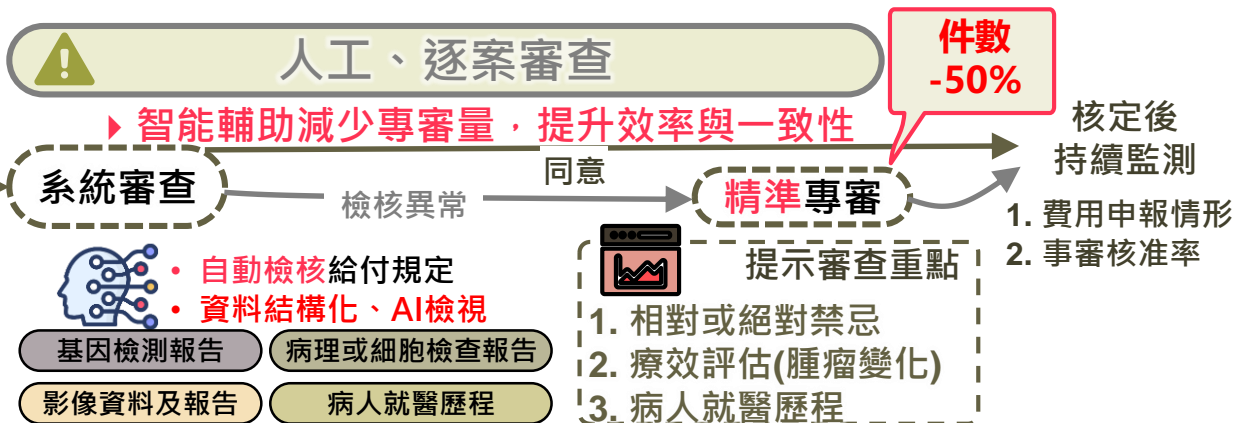 人工、逐案審查
件數
-50%
智能輔助減少專審量，提升效率與一致性
核定後
持續監測
系統審查
同意
檢核異常
精準專審
1. 費用申報情形
2. 事審核准率
• 自動檢核給付規定
• 資料結構化、AI檢視
基因檢測報告
病理或細胞檢查報告
影像資料及報告
病人就醫歷程
提示審查重點
1. 相對或絕對禁忌
2. 療效評估(腫瘤變化)
3. 病人就醫歷程